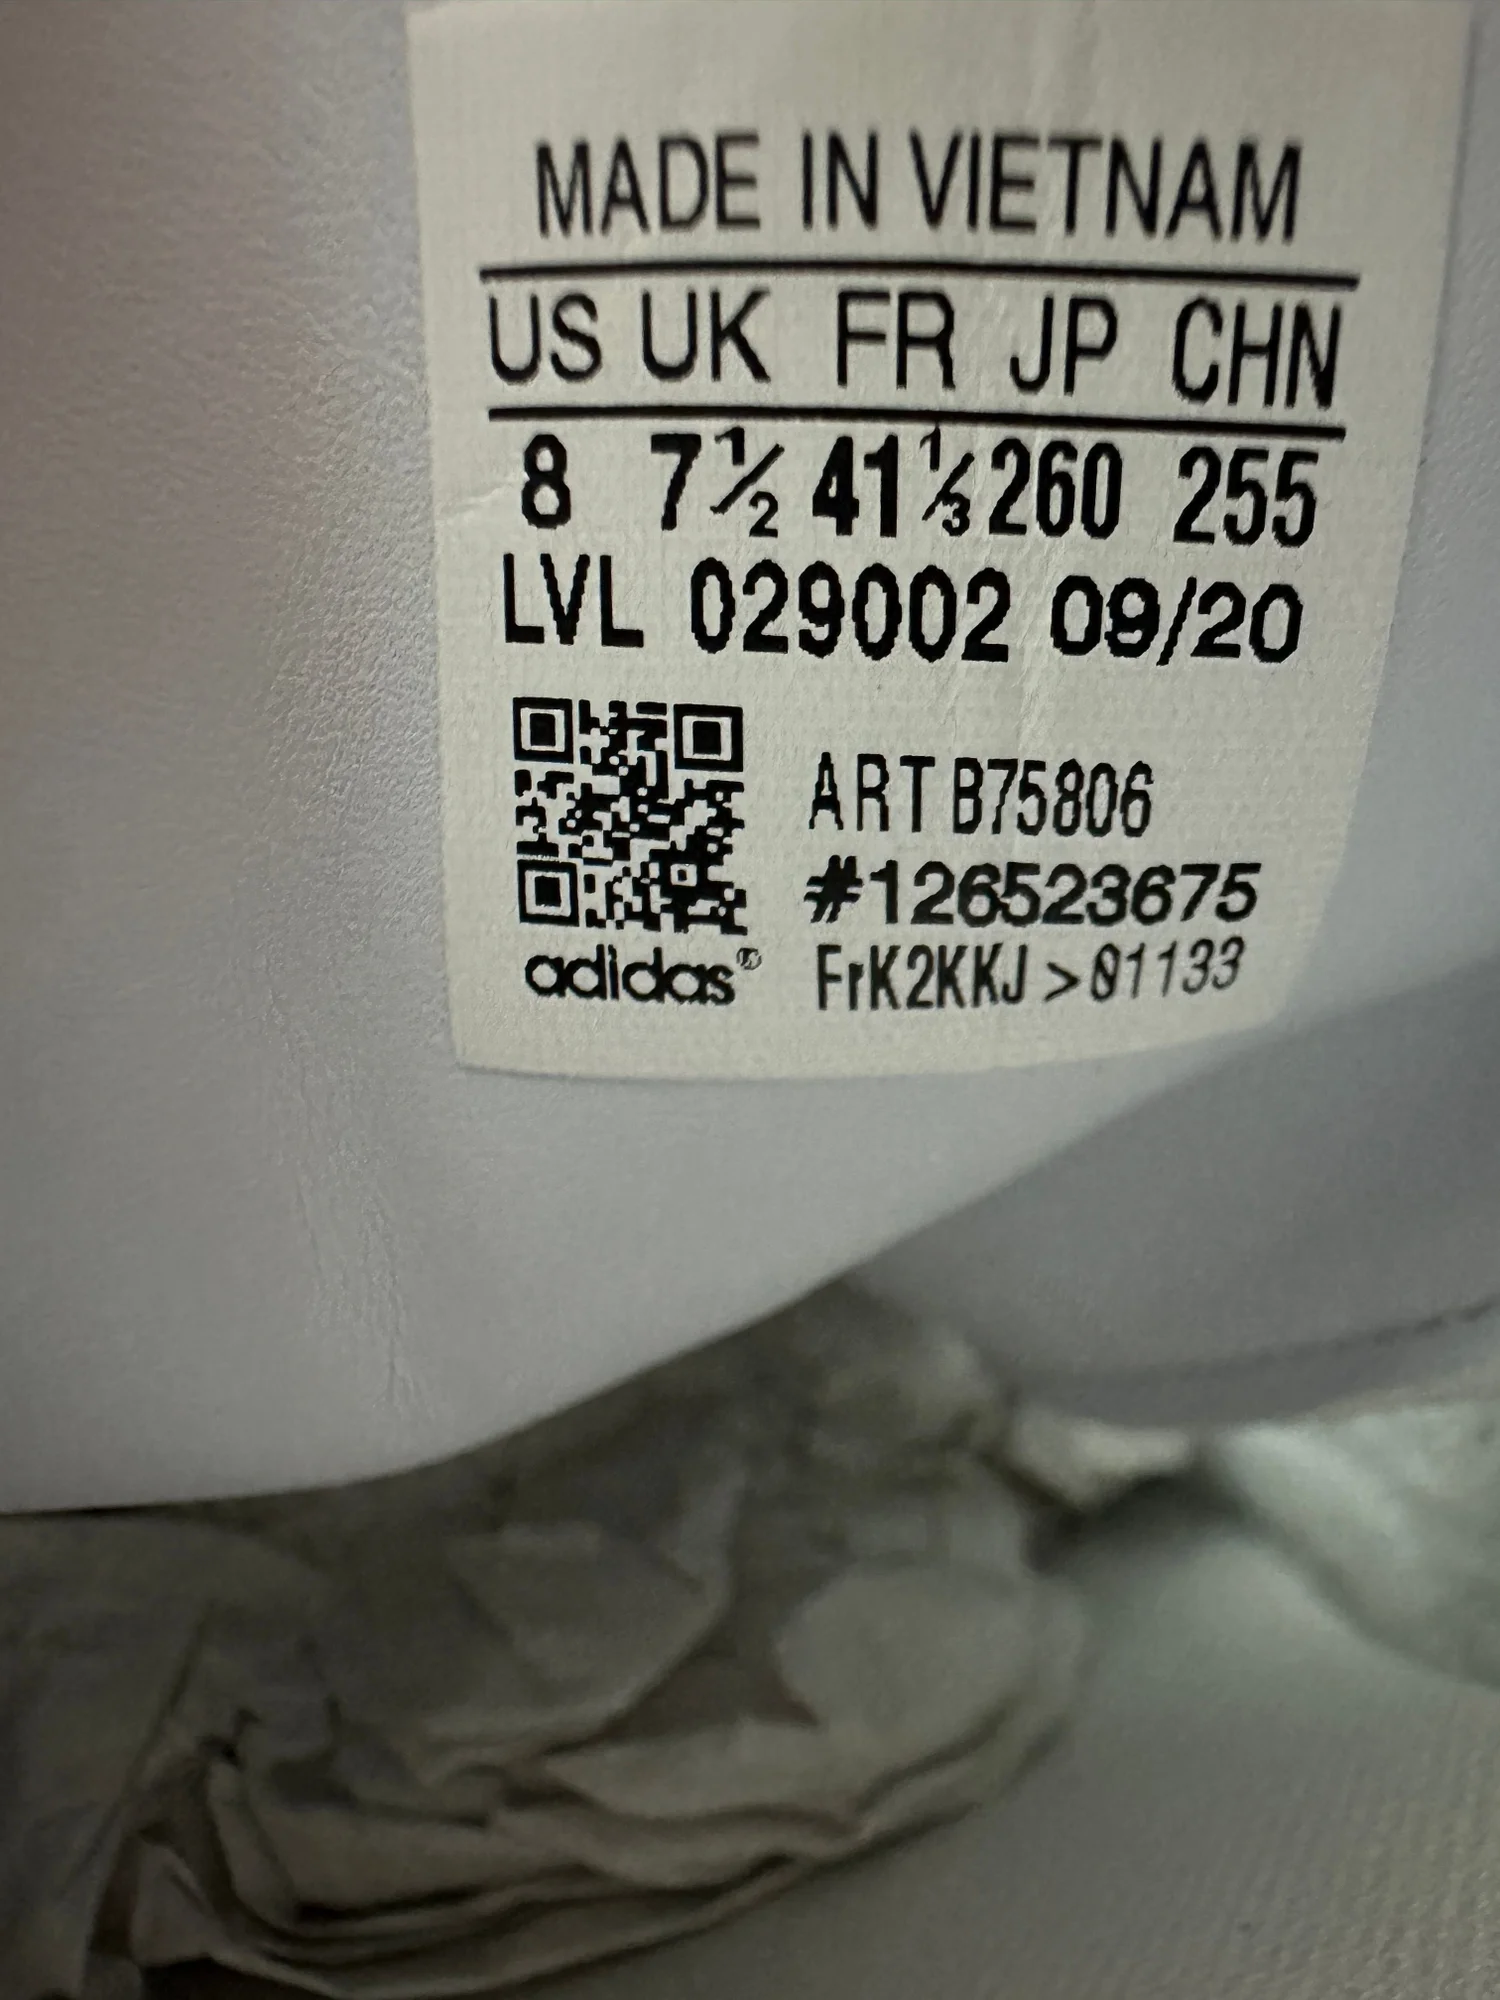 MADE IN VIETNAM
US UK FR JP CHN
8 7½ 41⅓ 260 255
LVL 029002 09/20
ART B75806
#126523675
adidas® FrK2KKJ >01133